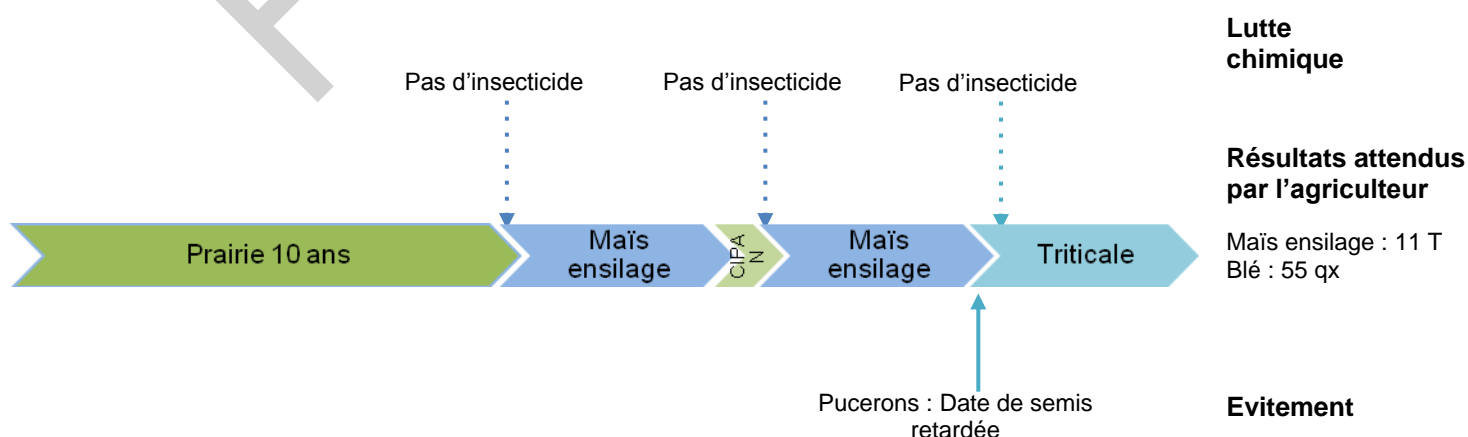 Lutte
chimique
Pas d'insecticide
Pas d'insecticide
Pas d'insecticide
Résultats attendus
par l'agriculteur
Maïs ensilage : 11 T
Blé : 55 qx
Prairie 10 ans
Maïs
ensilage
CIPA
N
Maïs
ensilage
Triticale
Pucerons : Date de semis
retardée
Evitement